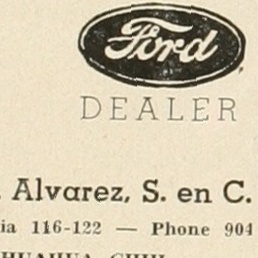 Ford
DEALER
. Alvarez, S. en C.
ia 116-122 — Phone 904